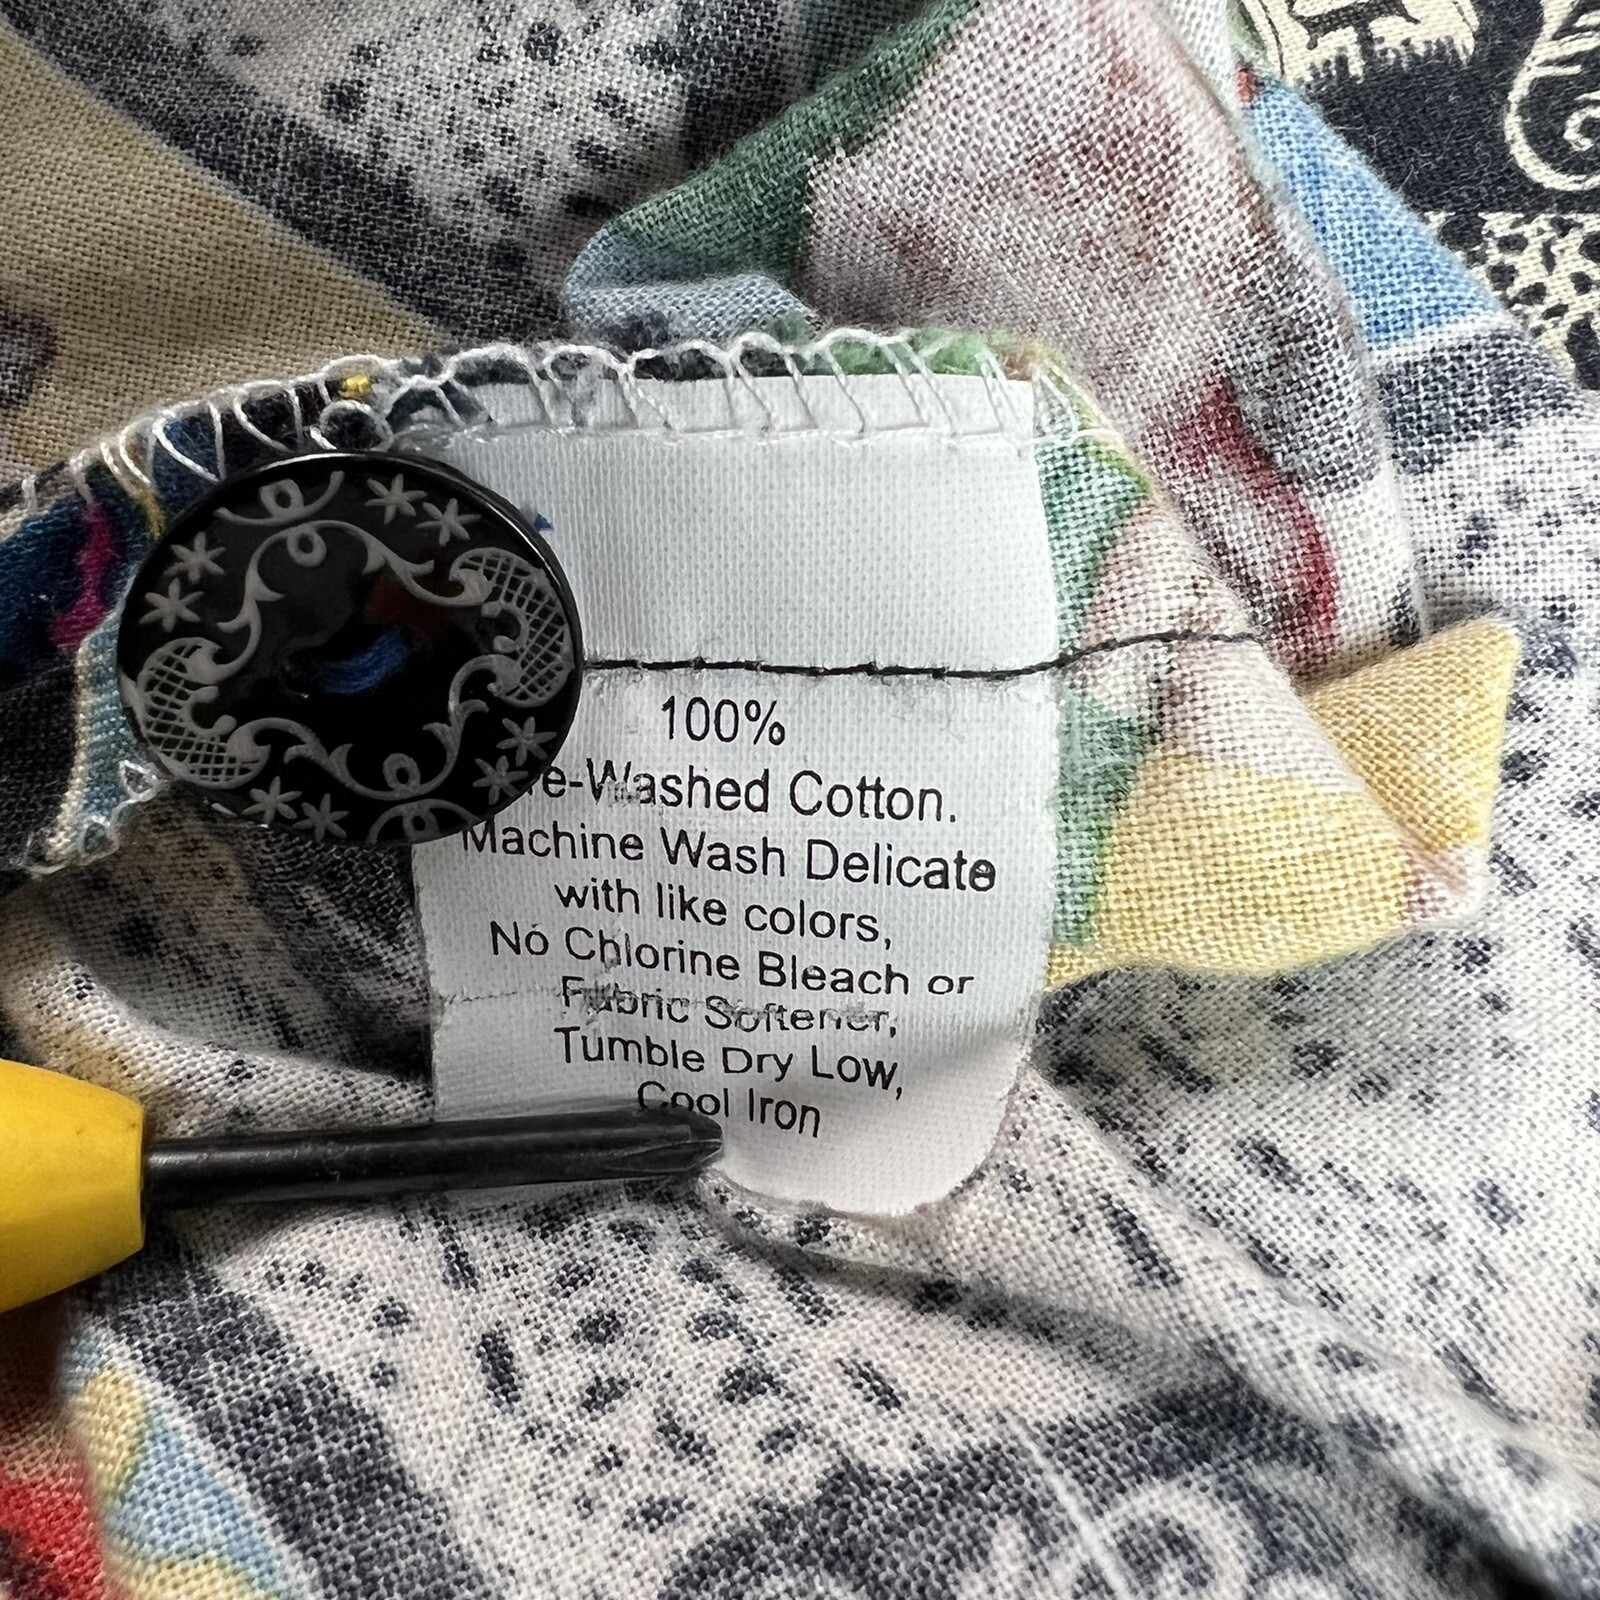 100%
e-Washed Cotton.
Machine Wash Delicate
with like colors,
No Chlorine Bleach or
Fabric Softener,
Tumble Dry Low,
Cool Iron